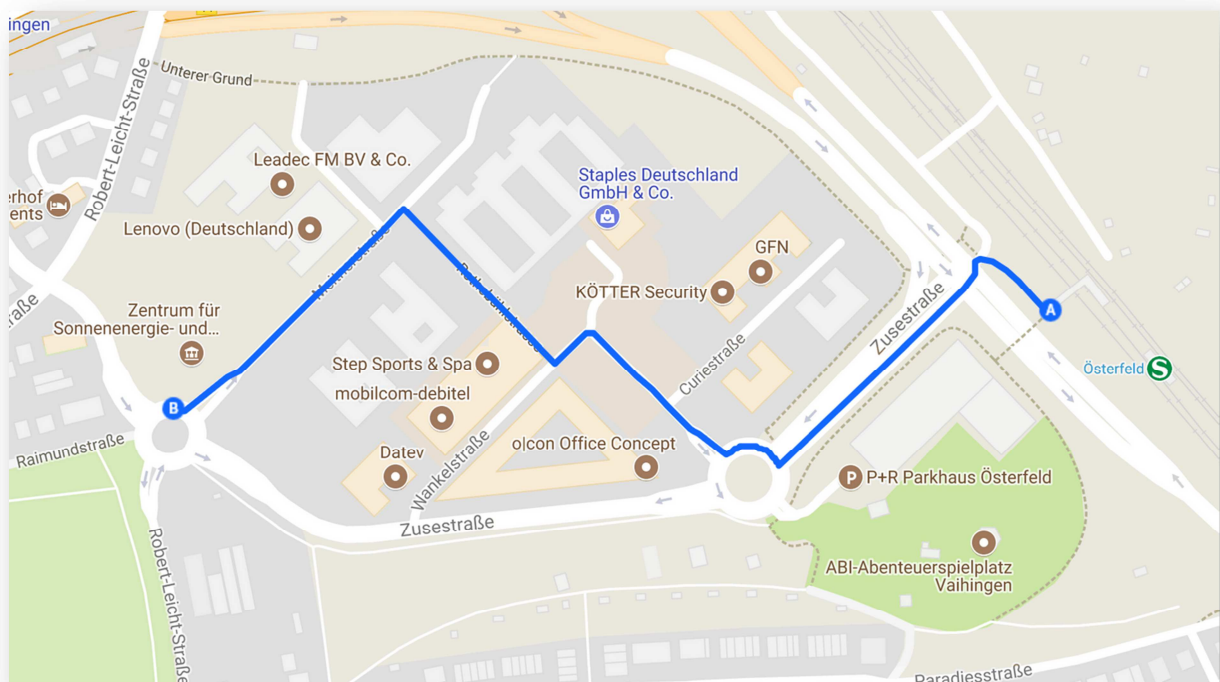 ingen
Unterer Grund
Robert-Leicht-Straße
Leadec FM BV & Co.
Staples Deutschland
GmbH & Co.
erhof
ents
Lenovo (Deutschland)
GFN
KÖTTER Security
Zusestraße
A
raße
Zentrum für
Sonnenenergie- und...
Step Sports & Spa
Curiestraße
Österfeld
S
mobilcom-debitel
B
Raimundstraße
o|con Office Concept
Datev
Wankelstraße
P
P+R Parkhaus Österfeld
Zusestraße
Robert-Leicht-Straße
ABI-Abenteuerspielplatz
Vaihingen
Paradiesstraße